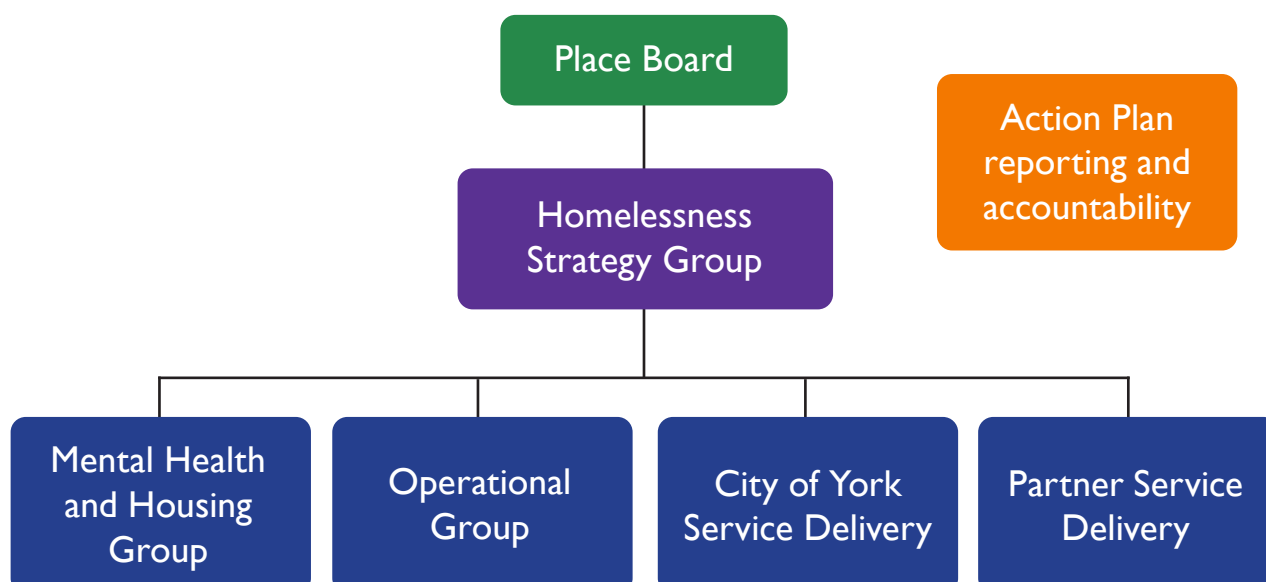 Place Board
Action Plan
reporting and
accountability
Homelessness
Strategy Group
Mental Health
and Housing
Group
Operational
Group
City of York
Service Delivery
Partner Service
Delivery